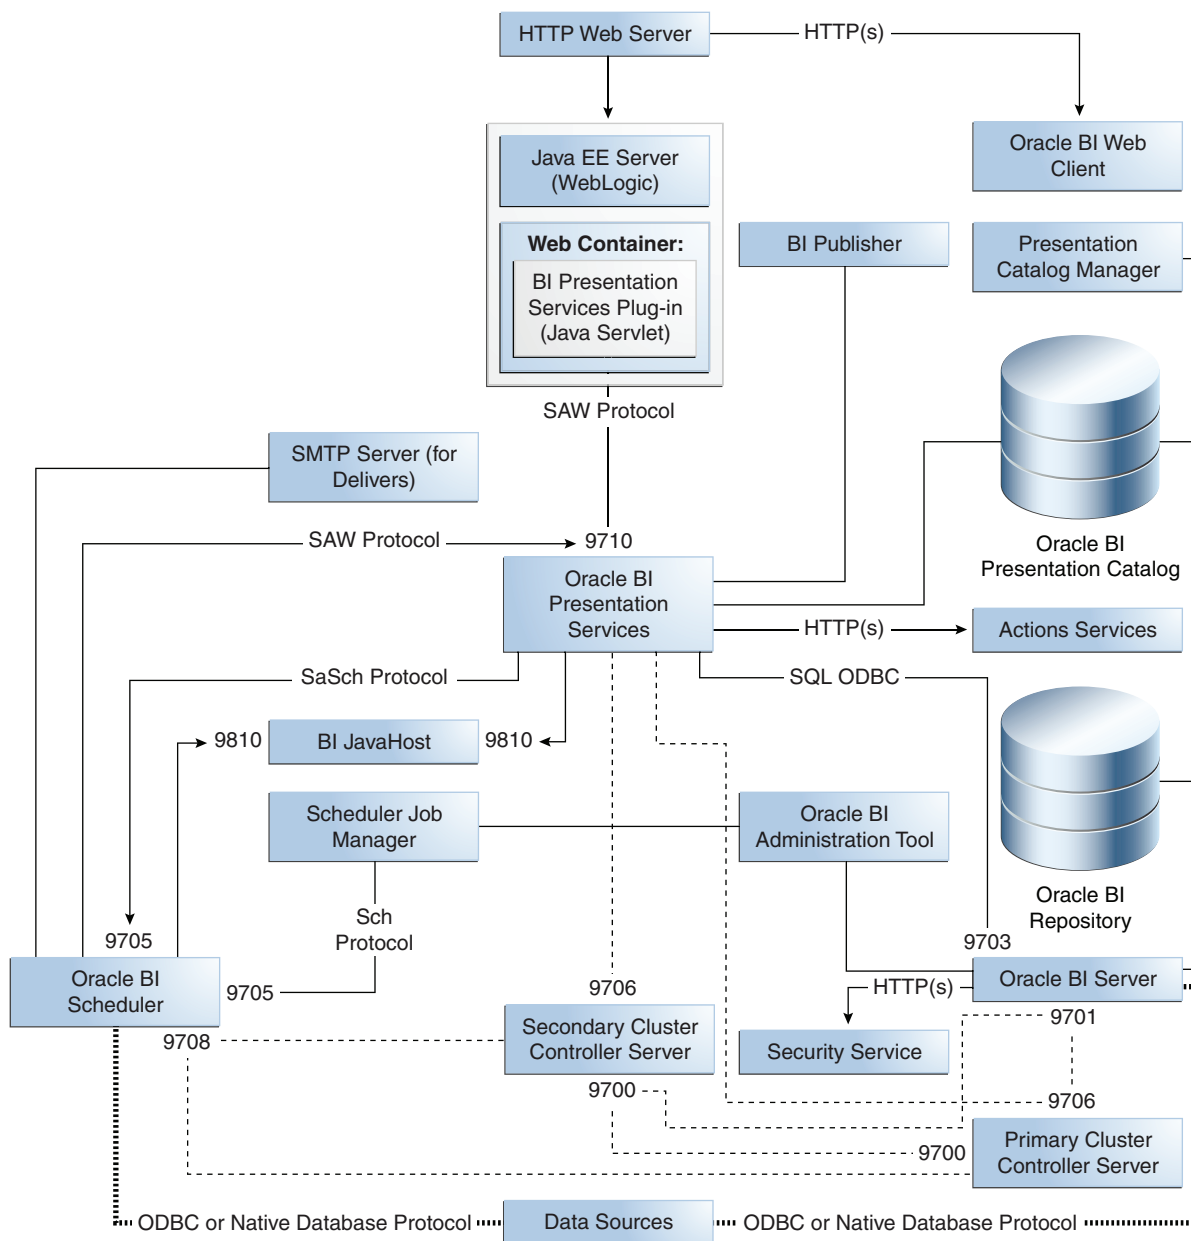 HTTP Web Server
HTTP(s)
Java EE Server
(WebLogic)
Oracle BI Web
Client
Web Container:
BI Presentation
Services Plug-in
(Java Servlet)
BI Publisher
Presentation
Catalog Manager
SAW Protocol
SMTP Server (for
Delivers)
SAW Protocol
9710
Oracle BI
Presentation Catalog
Oracle BI
Presentation
Services
HTTP(s)
Actions Services
SaSch Protocol
SQL ODBC
9810
BI JavaHost
9810
Scheduler Job
Manager
Oracle BI
Administration Tool
Oracle BI
Repository
Sch
Protocol
9705
9703
Oracle BI
Scheduler
9705
9706
HTTP(s)
Oracle BI Server
9708
Secondary Cluster
Controller Server
Security Service
9701
9700
9706
9700
Primary Cluster
Controller Server
ODBC or Native Database Protocol
Data Sources
ODBC or Native Database Protocol